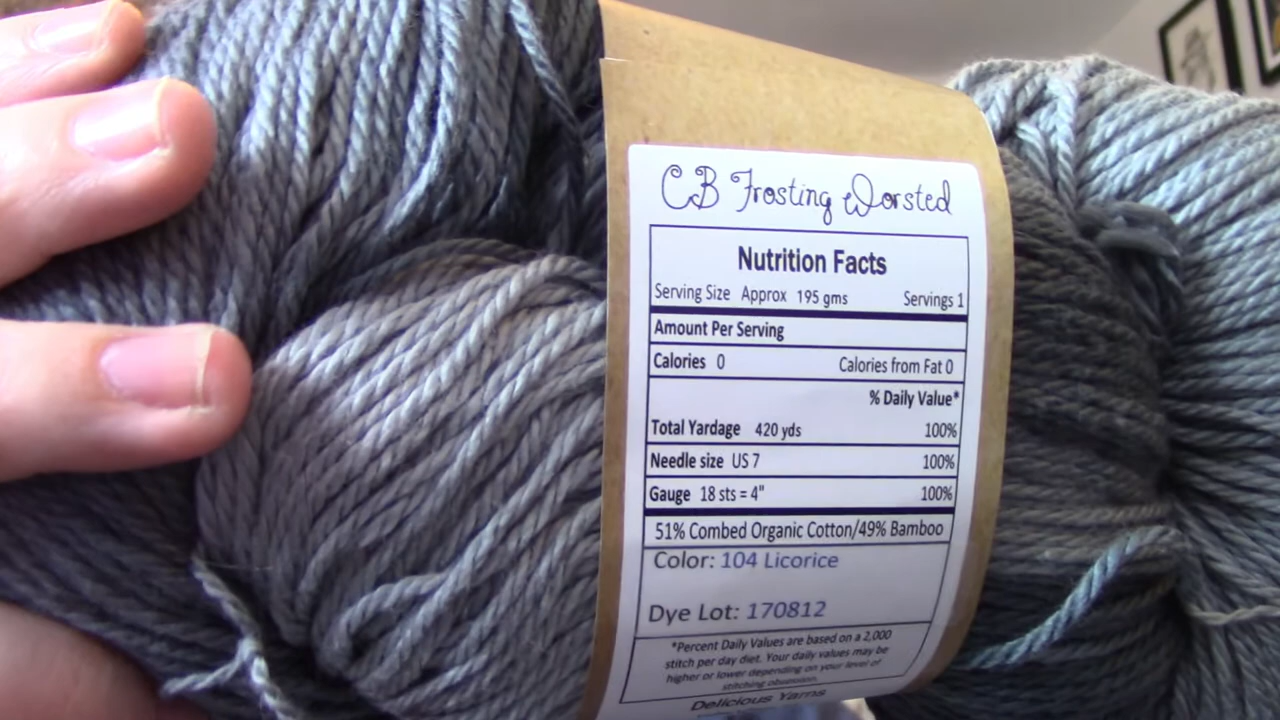 CB Frosting Worsted
Nutrition Facts
Serving Size Approx 195 gms Servings 1
Amount Per Serving
Calories 0 Calories from Fat 0
% Daily Value*
Total Yardage 420 yds 100%
Needle size US 7 100%
Gauge 18 sts = 4" 100%
51% Combed Organic Cotton/49% Bamboo
Color: 104 Licorice
Dye Lot: 170812
*Percent Daily Values are based on a 2,000
stitch per day diet. Your daily values may be
higher or lower depending on your level of
stitching obsession.
Delicious Yarns